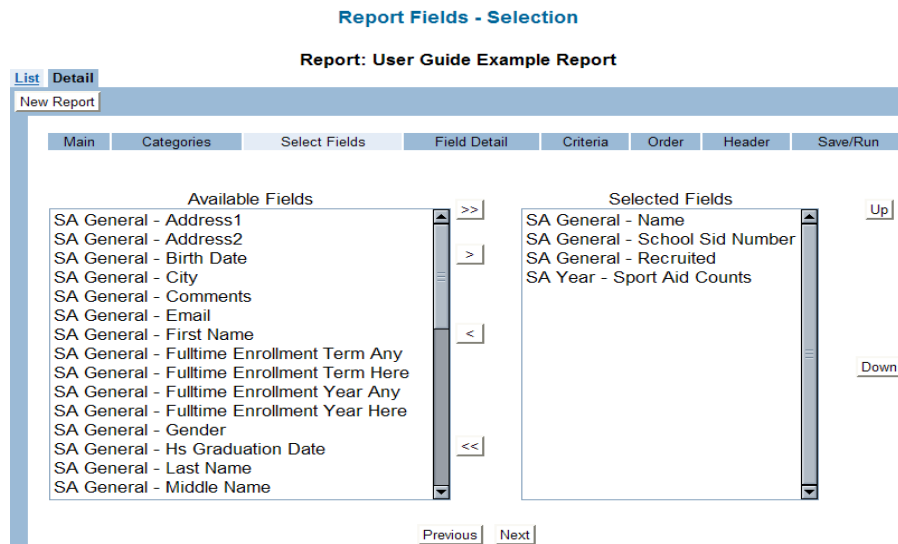 Report Fields - Selection
Report: User Guide Example Report
List Detail
New Report
Main Categories Select Fields Field Detail Criteria Order Header Save/Run
Available Fields
SA General - Address1
SA General - Address2
SA General - Birth Date
SA General - City
SA General - Comments
SA General - Email
SA General - First Name
SA General - Fulltime Enrollment Term Any
SA General - Fulltime Enrollment Term Here
SA General - Fulltime Enrollment Year Any
SA General - Fulltime Enrollment Year Here
SA General - Gender
SA General - Hs Graduation Date
SA General - Last Name
SA General - Middle Name
>>
>
<
<<
Selected Fields
SA General - Name
SA General - School Sid Number
SA General - Recruited
SA Year - Sport Aid Counts
Up
Down
Previous Next